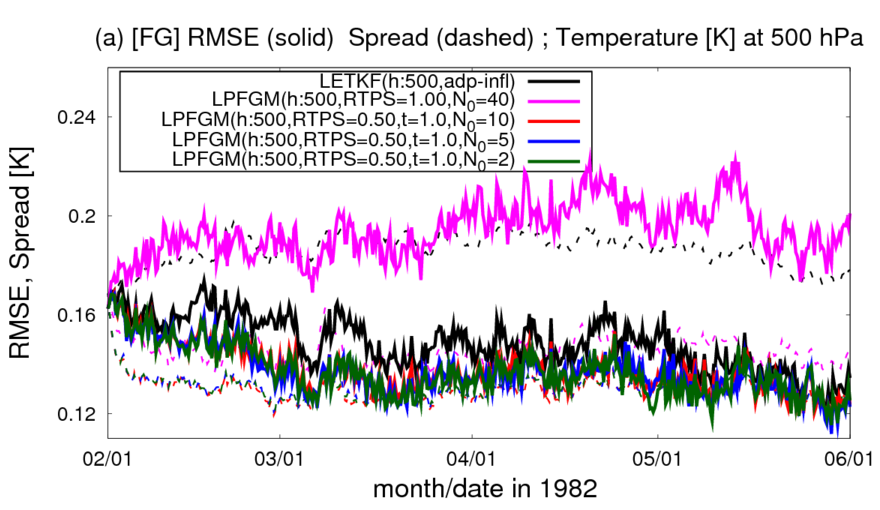 (a) [FG] RMSE (solid)  Spread (dashed) ; Temperature [K] at 500 hPa
LETKF(h:500,adp-infl)
LPFGM(h:500,RTPS=1.00,N₀=40)
LPFGM(h:500,RTPS=0.50,t=1.0,N₀=10)
LPFGM(h:500,RTPS=0.50,t=1.0,N₀=5)
LPFGM(h:500,RTPS=0.50,t=1.0,N₀=2)
RMSE, Spread [K]
0.24
0.2
0.16
0.12
02/01 03/01 04/01 05/01 06/01
month/date in 1982